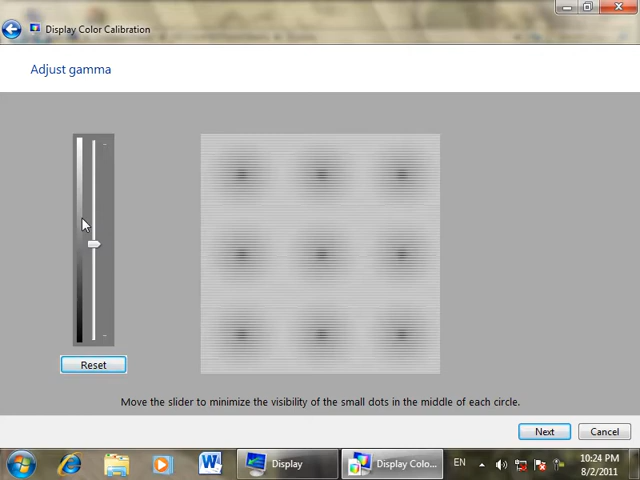 Display Color Calibration
Adjust gamma
Reset
Move the slider to minimize the visibility of the small dots in the middle of each circle.
Next
Cancel
W
Display
Display Colo...
EN
10:24 PM
8/2/2011